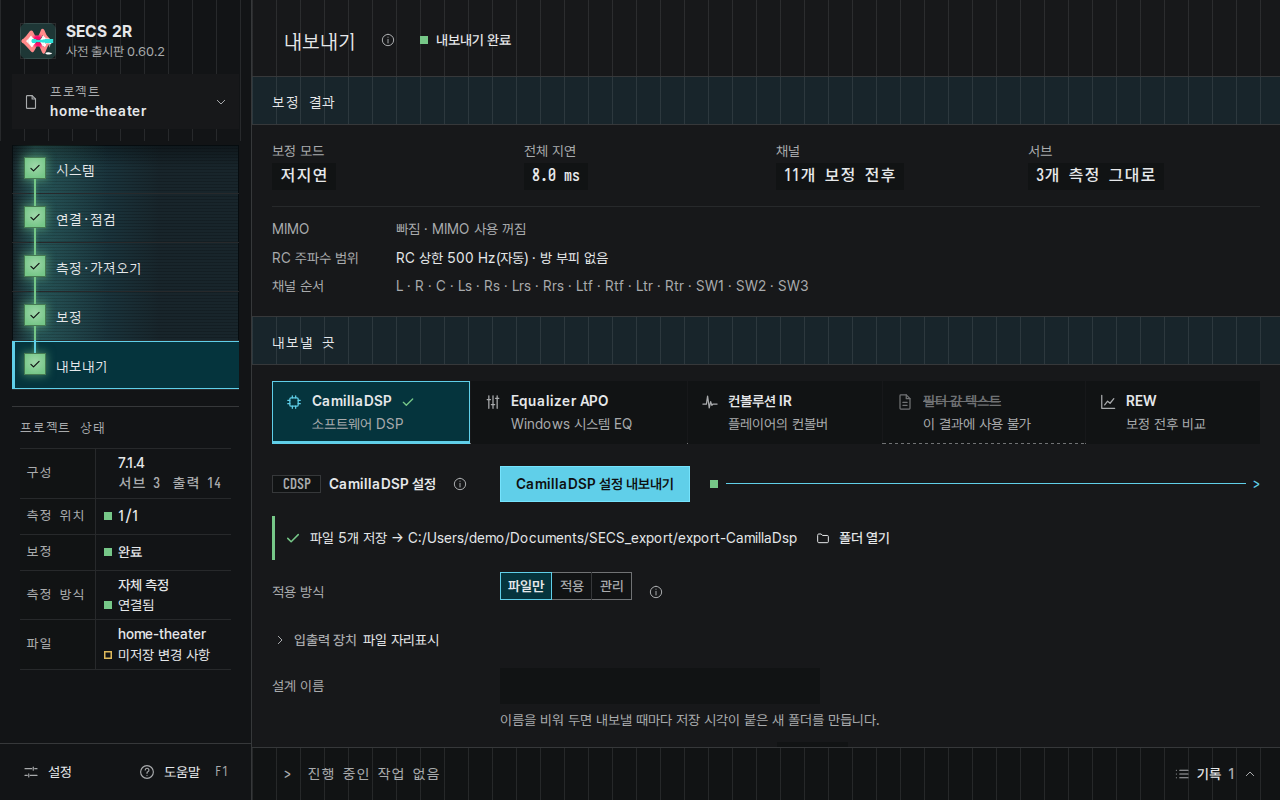 SECS 2R
사전 출시판 0.60.2
프로젝트
home-theater
시스템
연결·점검
측정·가져오기
보정
내보내기
프로젝트 상태
구성
7.1.4
서브 3 출력 14
측정 위치
1/1
보정
완료
측정 방식
자체 측정
연결됨
파일
home-theater
미저장 변경 사항
설정
도움말 F1
내보내기
내보내기 완료
보정 결과
보정 모드
저지연
전체 지연
8.0 ms
채널
11개 보정 전후
서브
3개 측정 그대로
MIMO
빠짐 · MIMO 사용 꺼짐
RC 주파수 범위
RC 상한 500 Hz(자동) · 방 부피 없음
채널 순서
L · R · C · Ls · Rs · Lrs · Rrs · Ltf · Rtf · Ltr · Rtr · SW1 · SW2 · SW3
내보낼 곳
CamillaDSP
소프트웨어 DSP
Equalizer APO
Windows 시스템 EQ
컨볼루션 IR
플레이어의 컨볼버
필터 값 텍스트
이 결과에 사용 불가
REW
보정 전후 비교
CDSP CamillaDSP 설정
CamillaDSP 설정 내보내기
파일 5개 저장 → C:/Users/demo/Documents/SECS_export/export-CamillaDsp
폴더 열기
적용 방식
파일만 적용 관리
입출력 장치 파일 자리표시
설계 이름
이름을 비워 두면 내보낼 때마다 저장 시각이 붙은 새 폴더를 만듭니다.
> 진행 중인 작업 없음
기록 1